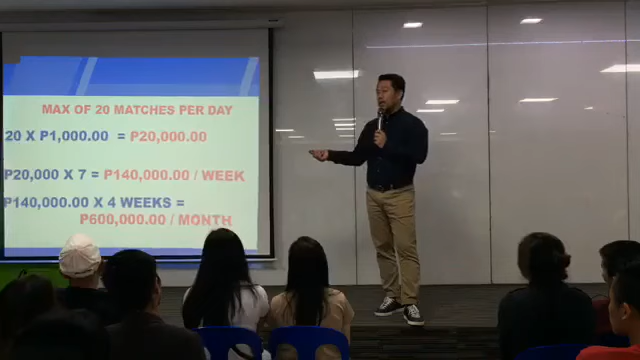 MAX OF 20 MATCHES PER DAY
20 X P1,000.00 = P20,000.00
P20,000 X 7 = P140,000.00 / WEEK
P140,000.00 X 4 WEEKS =
P600,000.00 / MONTH